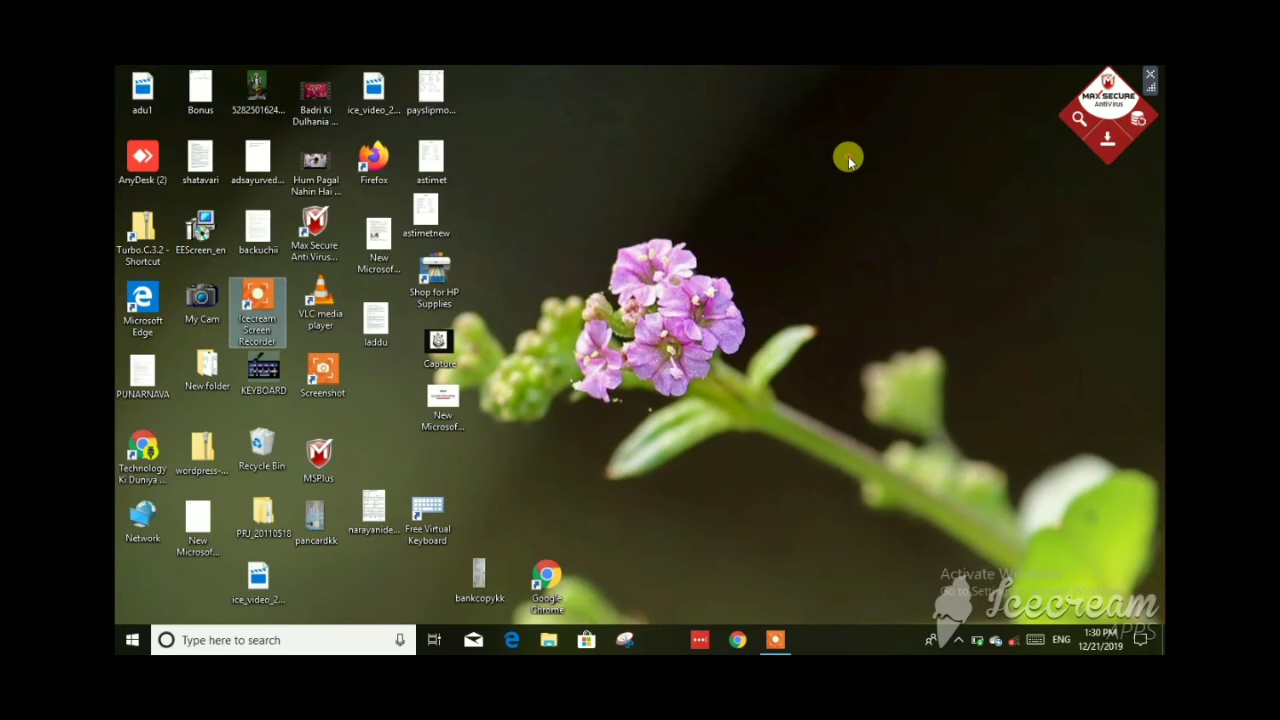 adu1
Bonus
5282501624...
Badri Ki
Dulhania ...
ice_video_2...
payslipmo...
MAX SECURE
AntiVirus
AnyDesk (2)
shatavari
adsayurved...
Hum Pagal
Nahin Hai ...
Firefox
astimet
Turbo.C.3.2 -
Shortcut
EEScreen_en
backuchii
Max Secure
Anti Virus...
New
Microsof...
astimetnew
Microsoft
Edge
My Cam
Icecream
Screen
Recorder
VLC media
player
laddu
Shop for HP
Supplies
PUNARNAVA
New folder
KEYBOARD
Screenshot
Capture
New
Microsof...
Technology
Ki Duniya ...
wordpress-...
Recycle Bin
MSPlus
Network
New
Microsof...
PRJ_20110518
pancardkk
narayanide...
Free Virtual
Keyboard
ice_video_2...
bankcopykk
Google
Chrome
Activate Windows
Go to Sett
Icecream
APPS
Type here to search
ENG
1:30 PM
12/21/2019